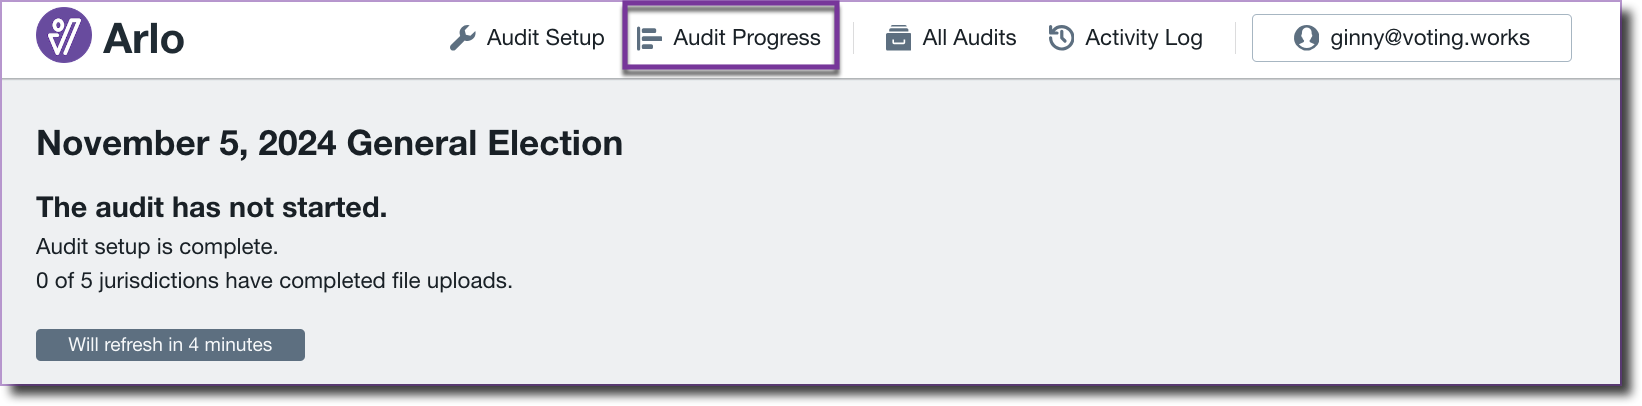 Arlo
Audit Setup Audit Progress All Audits Activity Log ginny@voting.works
November 5, 2024 General Election
The audit has not started.
Audit setup is complete.
0 of 5 jurisdictions have completed file uploads.
Will refresh in 4 minutes